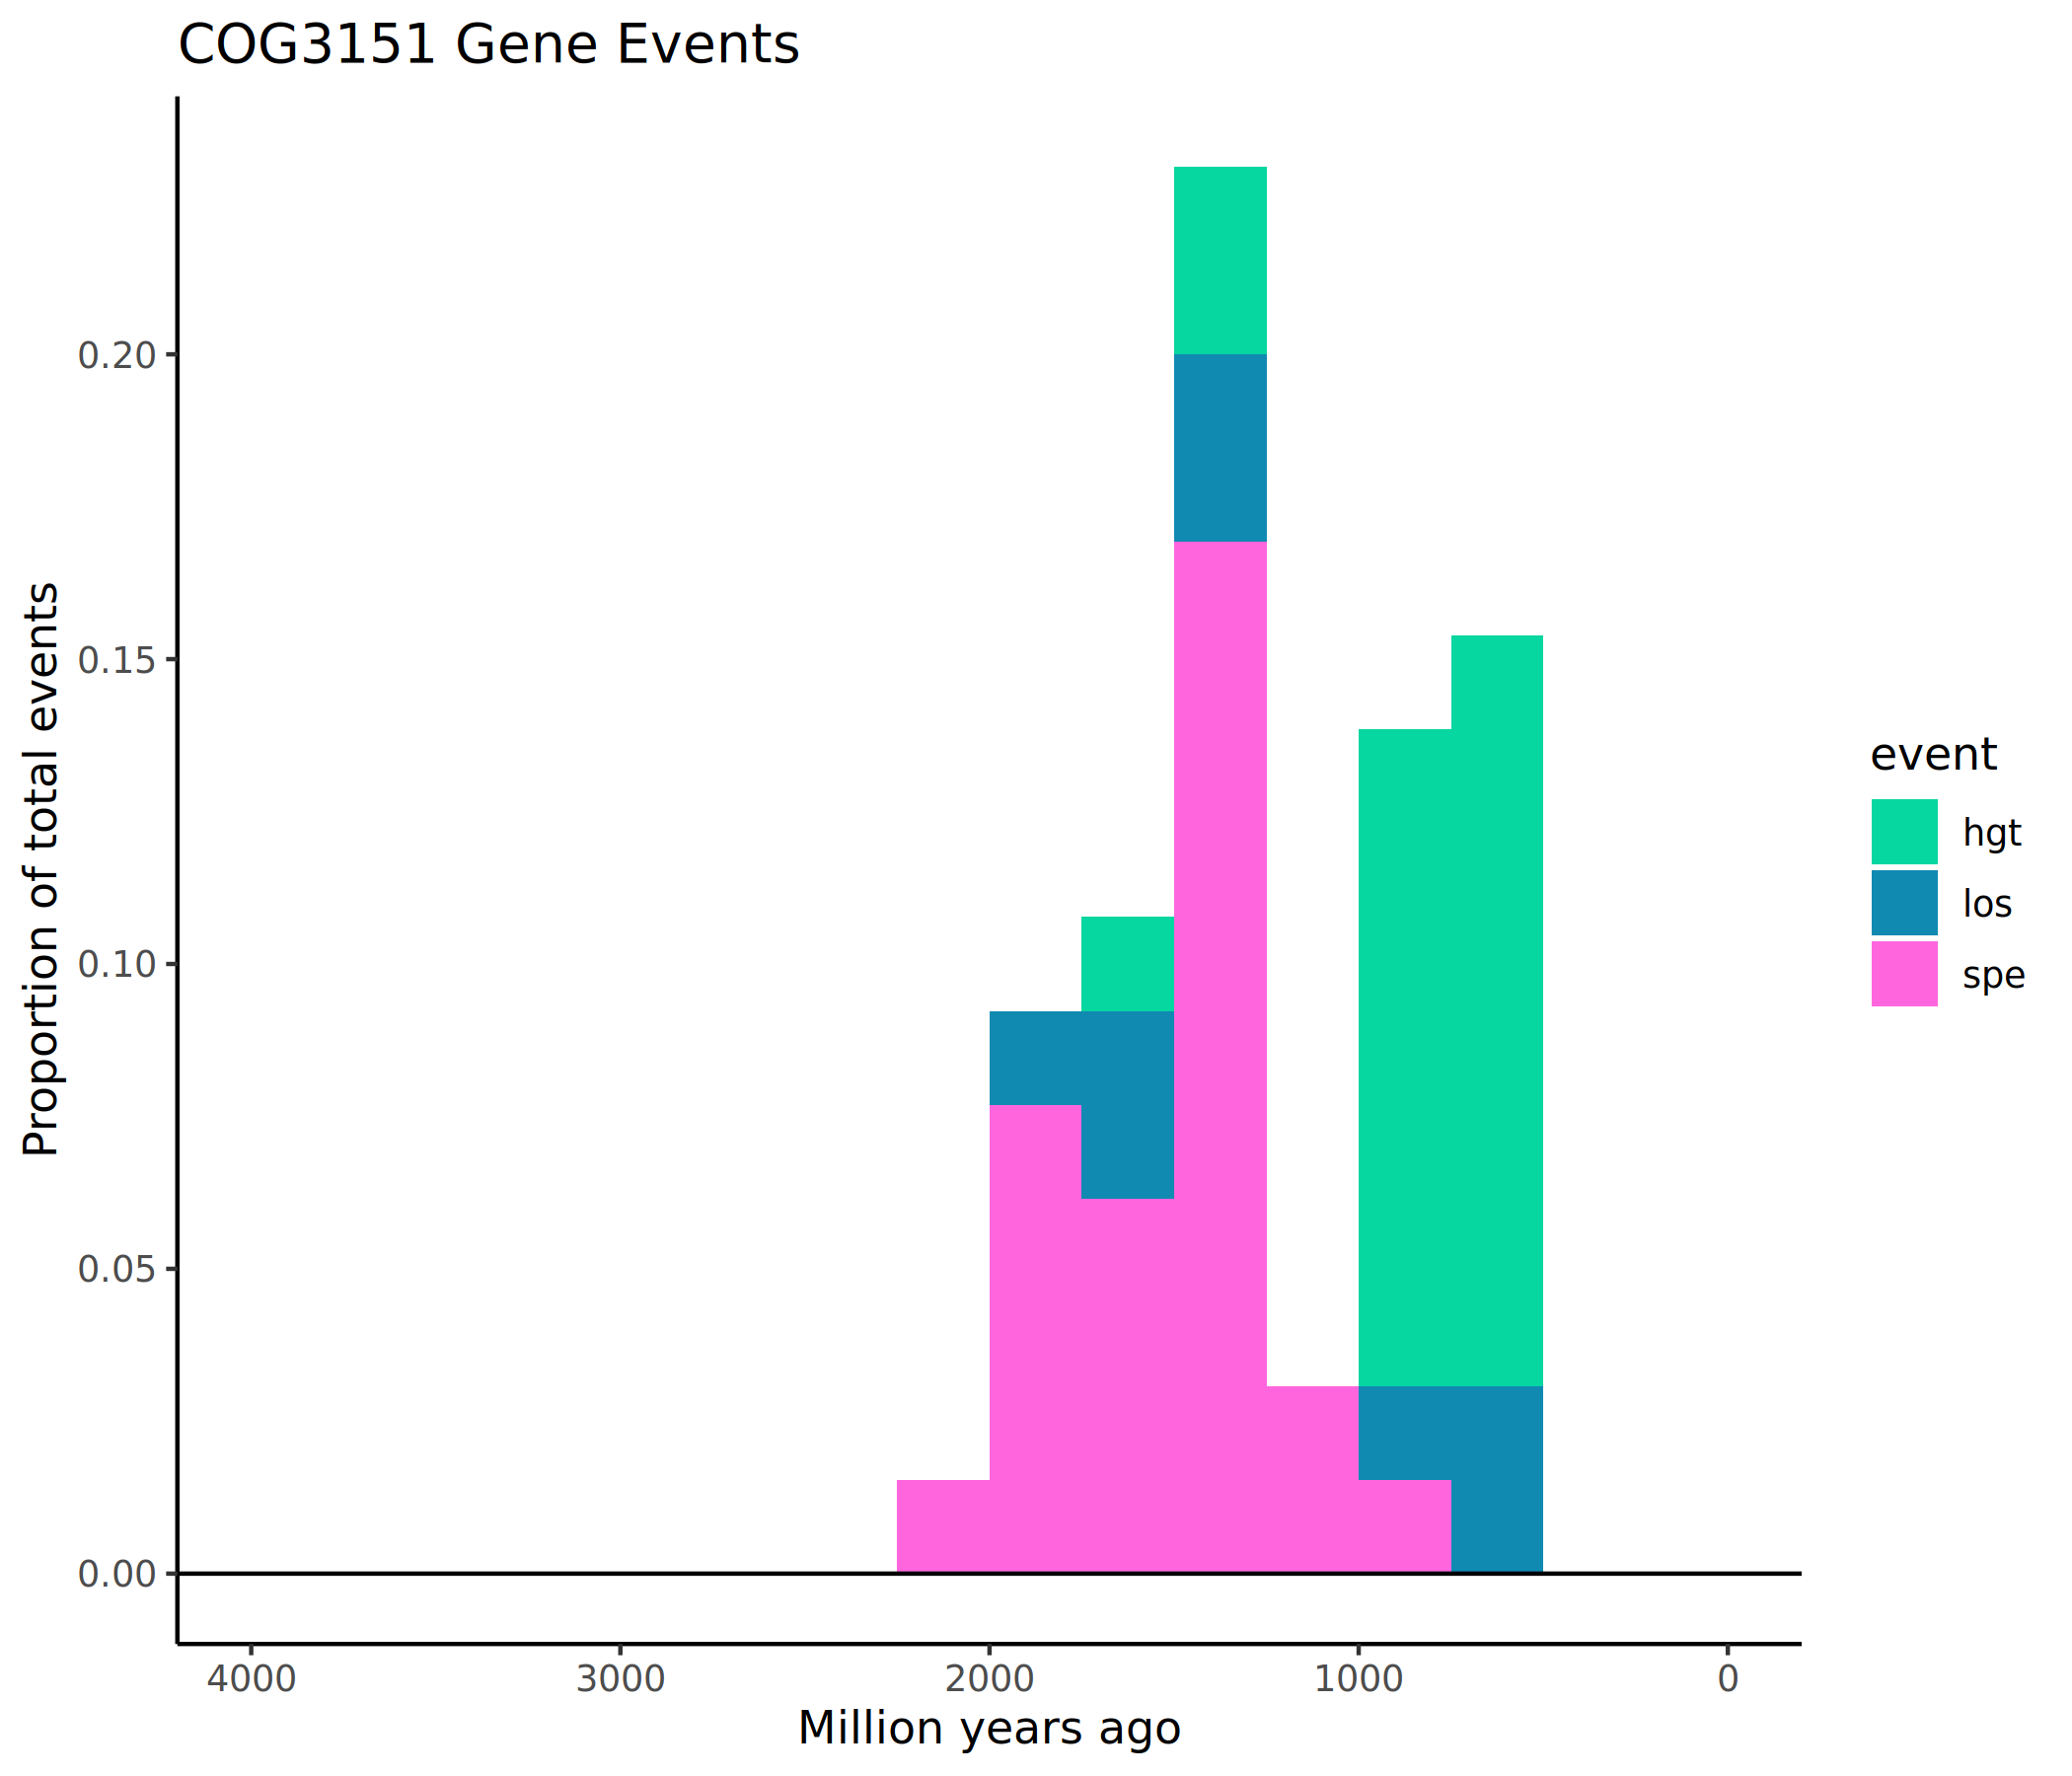 COG3151 Gene Events
Proportion of total events
0.20
0.15
0.10
0.05
0.00
4000 3000 2000 1000 0
Million years ago
event
hgt
los
spe